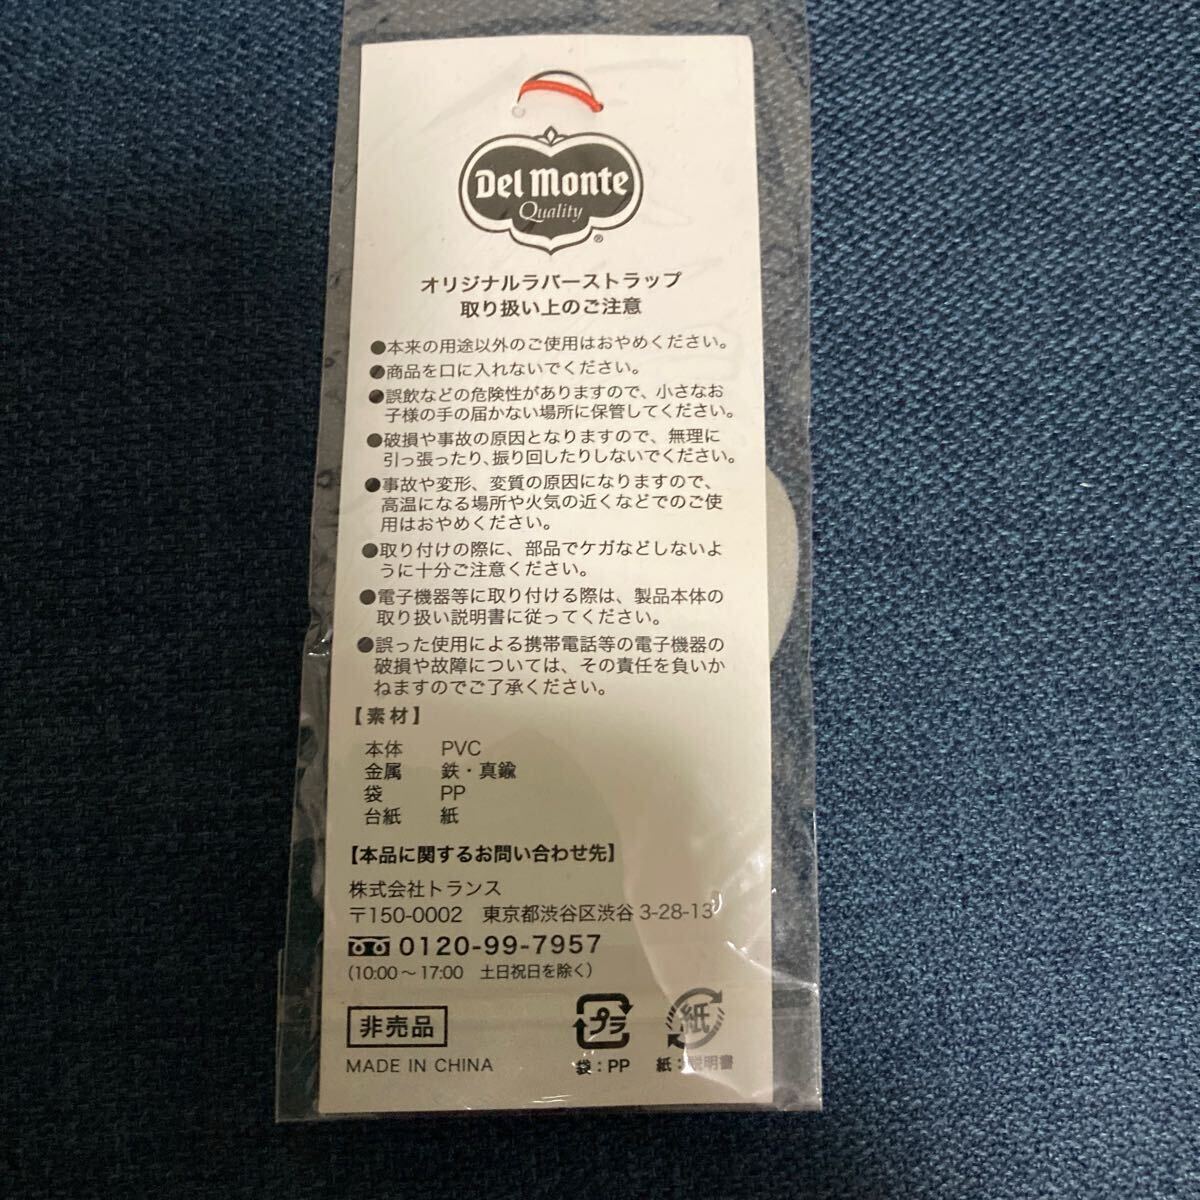 Del Monte
Quality
®
オリジナルラバーストラップ
取り扱い上のご注意
●本来の用途以外のご使用はおやめください。
●商品を口に入れないでください。
●誤飲などの危険性がありますので、小さなお
子様の手の届かない場所に保管してください。
●破損や事故の原因となりますので、無理に
引っ張ったり、振り回したりしないでください。
●事故や変形、変質の原因になりますので、
高温になる場所や火気の近くなどでのご使
用はおやめください。
●取り付けの際に、部品でケガなどしないよ
うに十分ご注意ください。
●電子機器等に取り付ける際は、製品本体の
取り扱い説明書に従ってください。
●誤った使用による携帯電話等の電子機器の
破損や故障については、その責任を負いか
ねますのでご了承ください。
【素材】
本体 PVC
金属 鉄・真鍮
袋 PP
台紙 紙
【本品に関するお問い合わせ先】
株式会社トランス
〒150-0002 東京都渋谷区渋谷 3-28-13
0120-99-7957
(10:00〜17:00 土日祝日を除く)
非売品
MADE IN CHINA
プラ
袋：PP
紙
紙：説明書